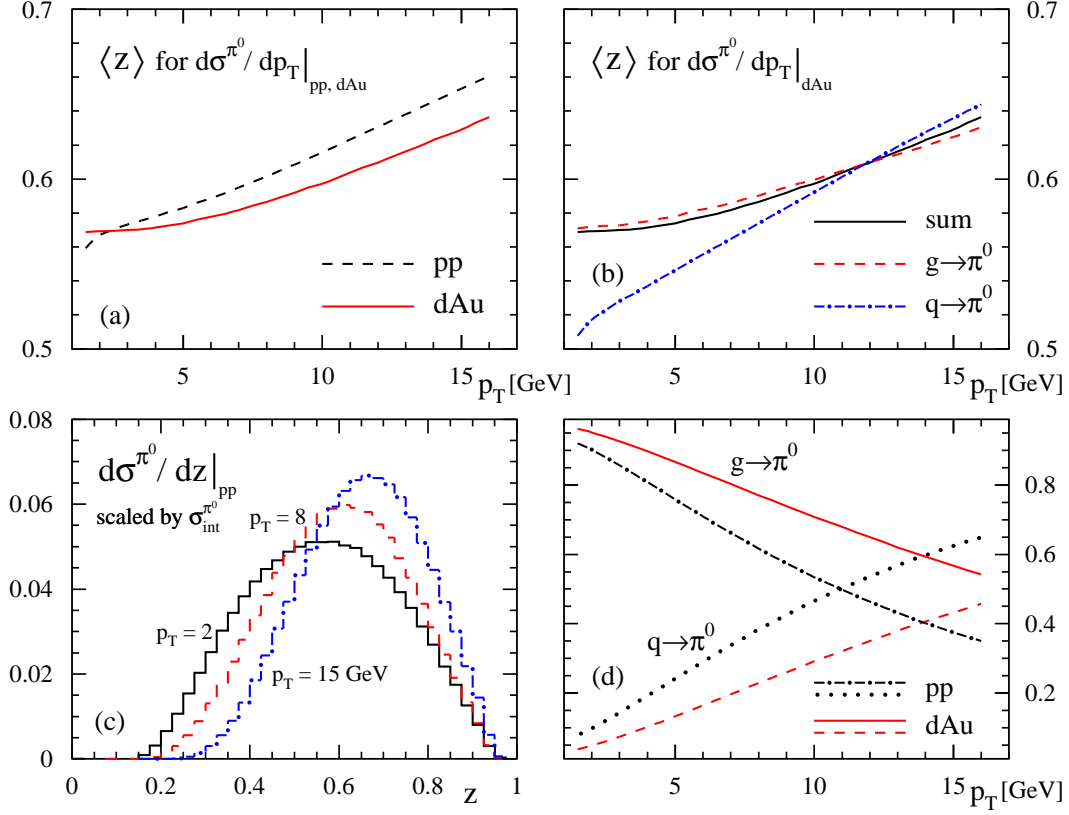 0.7
0.6
0.5
⟨z⟩ for dσ^π⁰/ dp_T|_pp, dAu
pp
dAu
(a)
5 10 15 p_T [GeV]
0.7
0.6
0.5
⟨z⟩ for dσ^π⁰/ dp_T|_dAu
sum
g→π⁰
q→π⁰
(b)
5 10 15 p_T [GeV]
0.08
0.06
0.04
0.02
0
dσ^π⁰/ dz|_pp
scaled by σ_int^π⁰
p_T = 8
p_T = 2
p_T = 15 GeV
(c)
0 0.2 0.4 0.6 0.8 1
z
g→π⁰
q→π⁰
0.8
0.6
0.4
0.2
(d)
pp
dAu
5 10 15 p_T [GeV]